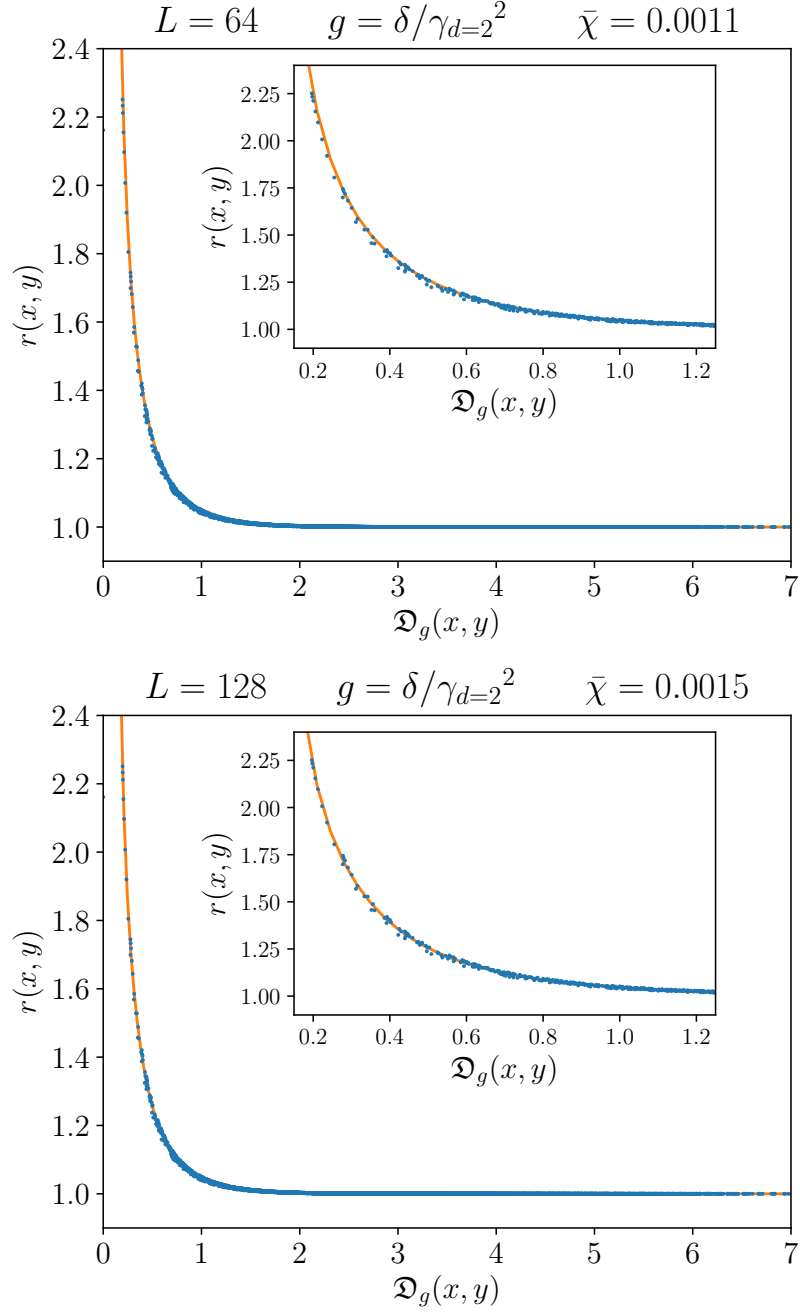 L = 64 g = δ/γ_{d=2}² χ̄ = 0.0011
2.4
2.2
2.0
1.8
1.6
1.4
1.2
1.0
r(x, y)
0 1 2 3 4 5 6 7
𝔇_g(x, y)
2.25
2.00
1.75
1.50
1.25
1.00
r(x, y)
0.2 0.4 0.6 0.8 1.0 1.2
𝔇_g(x, y)
L = 128 g = δ/γ_{d=2}² χ̄ = 0.0015
2.4
2.2
2.0
1.8
1.6
1.4
1.2
1.0
r(x, y)
0 1 2 3 4 5 6 7
𝔇_g(x, y)
2.25
2.00
1.75
1.50
1.25
1.00
r(x, y)
0.2 0.4 0.6 0.8 1.0 1.2
𝔇_g(x, y)